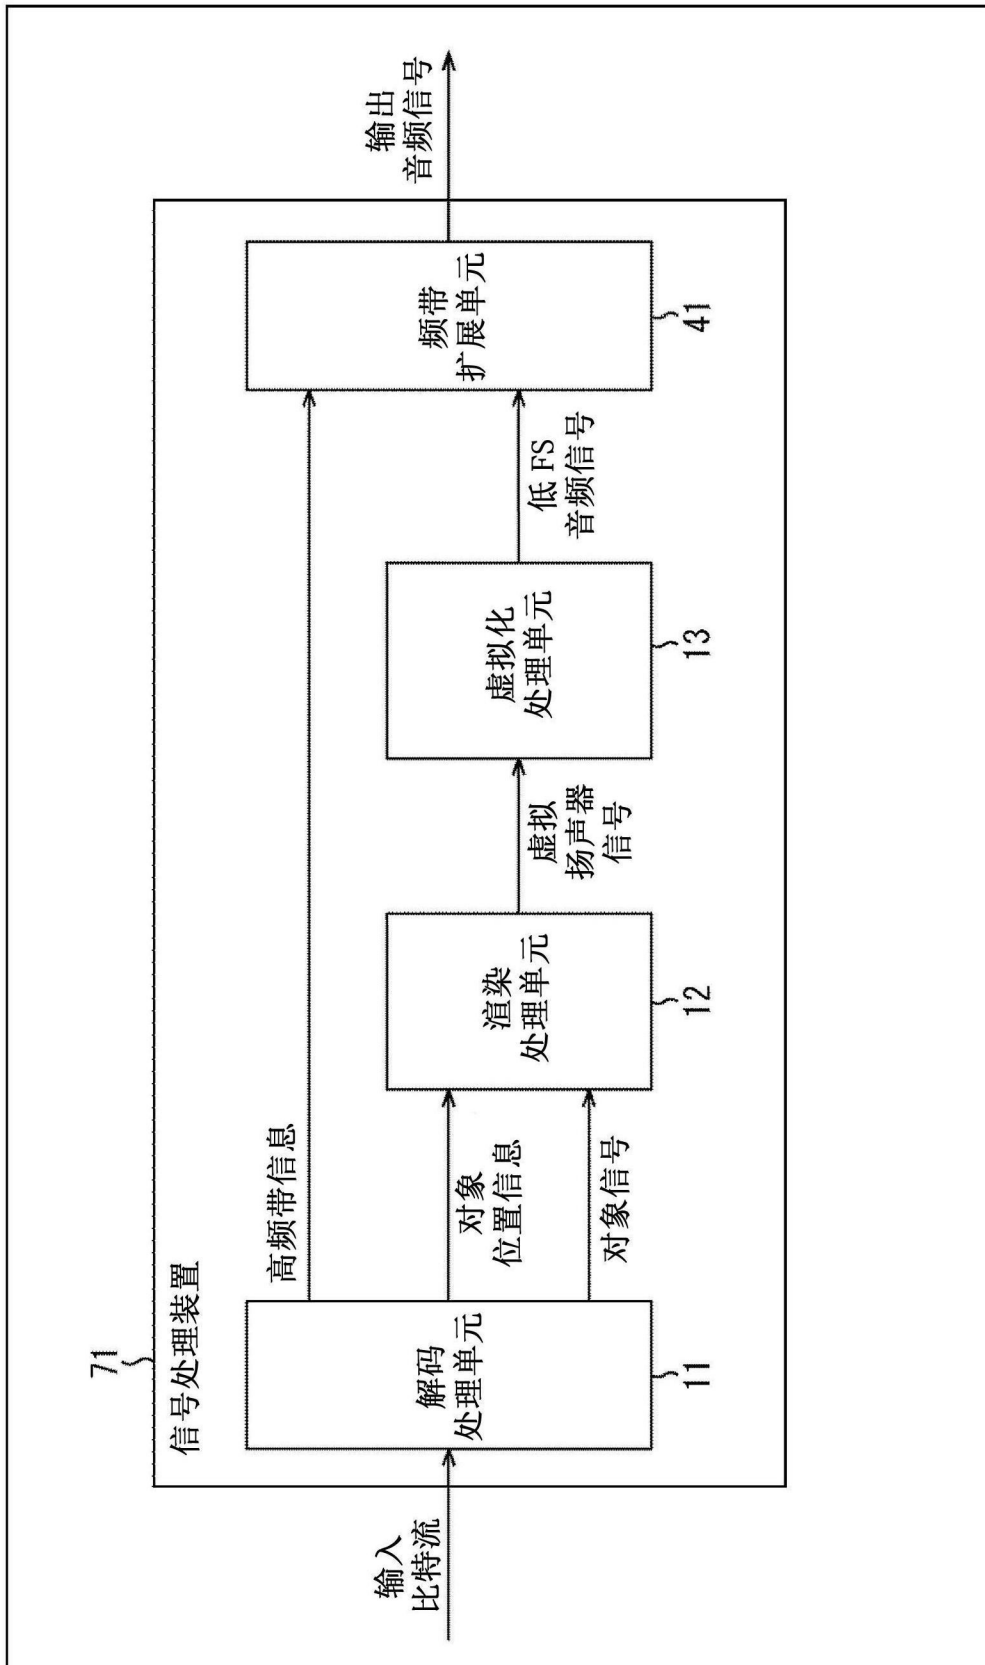 71
信号处理装置
输入
比特流
解码
处理单元
11
高频带信息
对象
位置信息
对象信号
渲染
处理单元
12
虚拟
扬声器
信号
虚拟化
处理单元
13
低FS
音频信号
频带
扩展单元
41
输出
音频信号